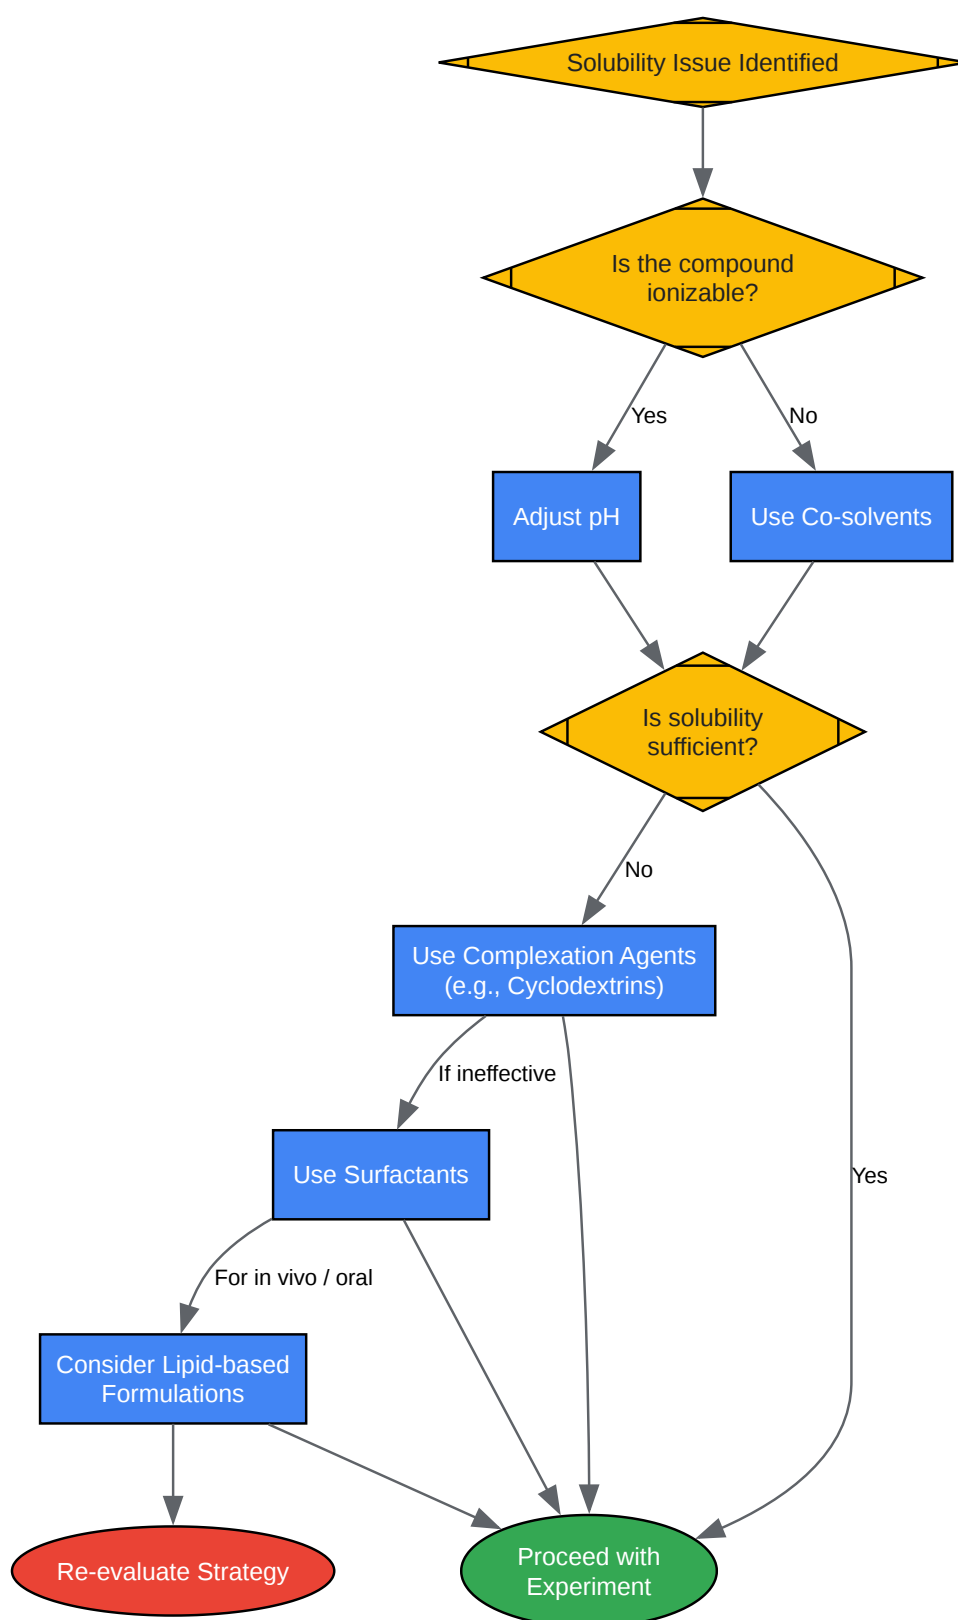 Solubility Issue Identified
Is the compound
ionizable?
Yes
No
Adjust pH
Use Co-solvents
Is solubility
sufficient?
No
Use Complexation Agents
(e.g., Cyclodextrins)
If ineffective
Use Surfactants
Yes
For in vivo / oral
Consider Lipid-based
Formulations
Re-evaluate Strategy
Proceed with
Experiment